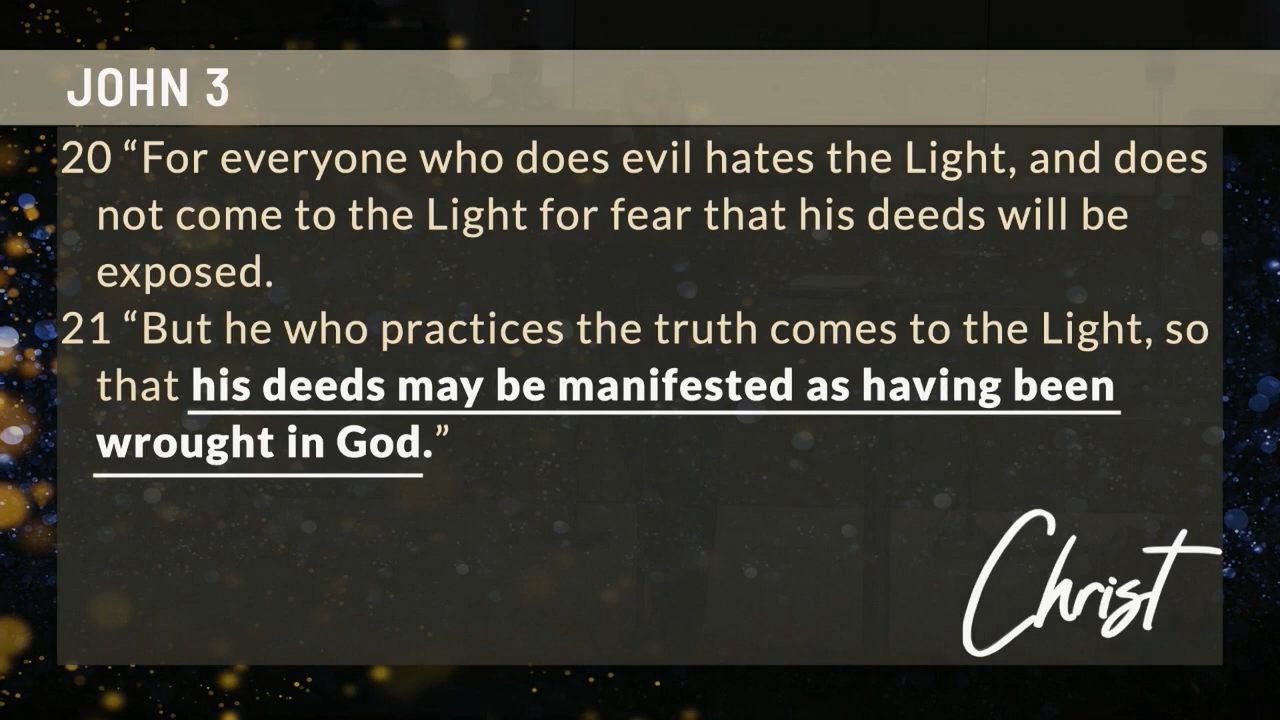 JOHN 3
20 “For everyone who does evil hates the Light, and does
not come to the Light for fear that his deeds will be
exposed.
21 “But he who practices the truth comes to the Light, so
that his deeds may be manifested as having been
wrought in God.”
Christ